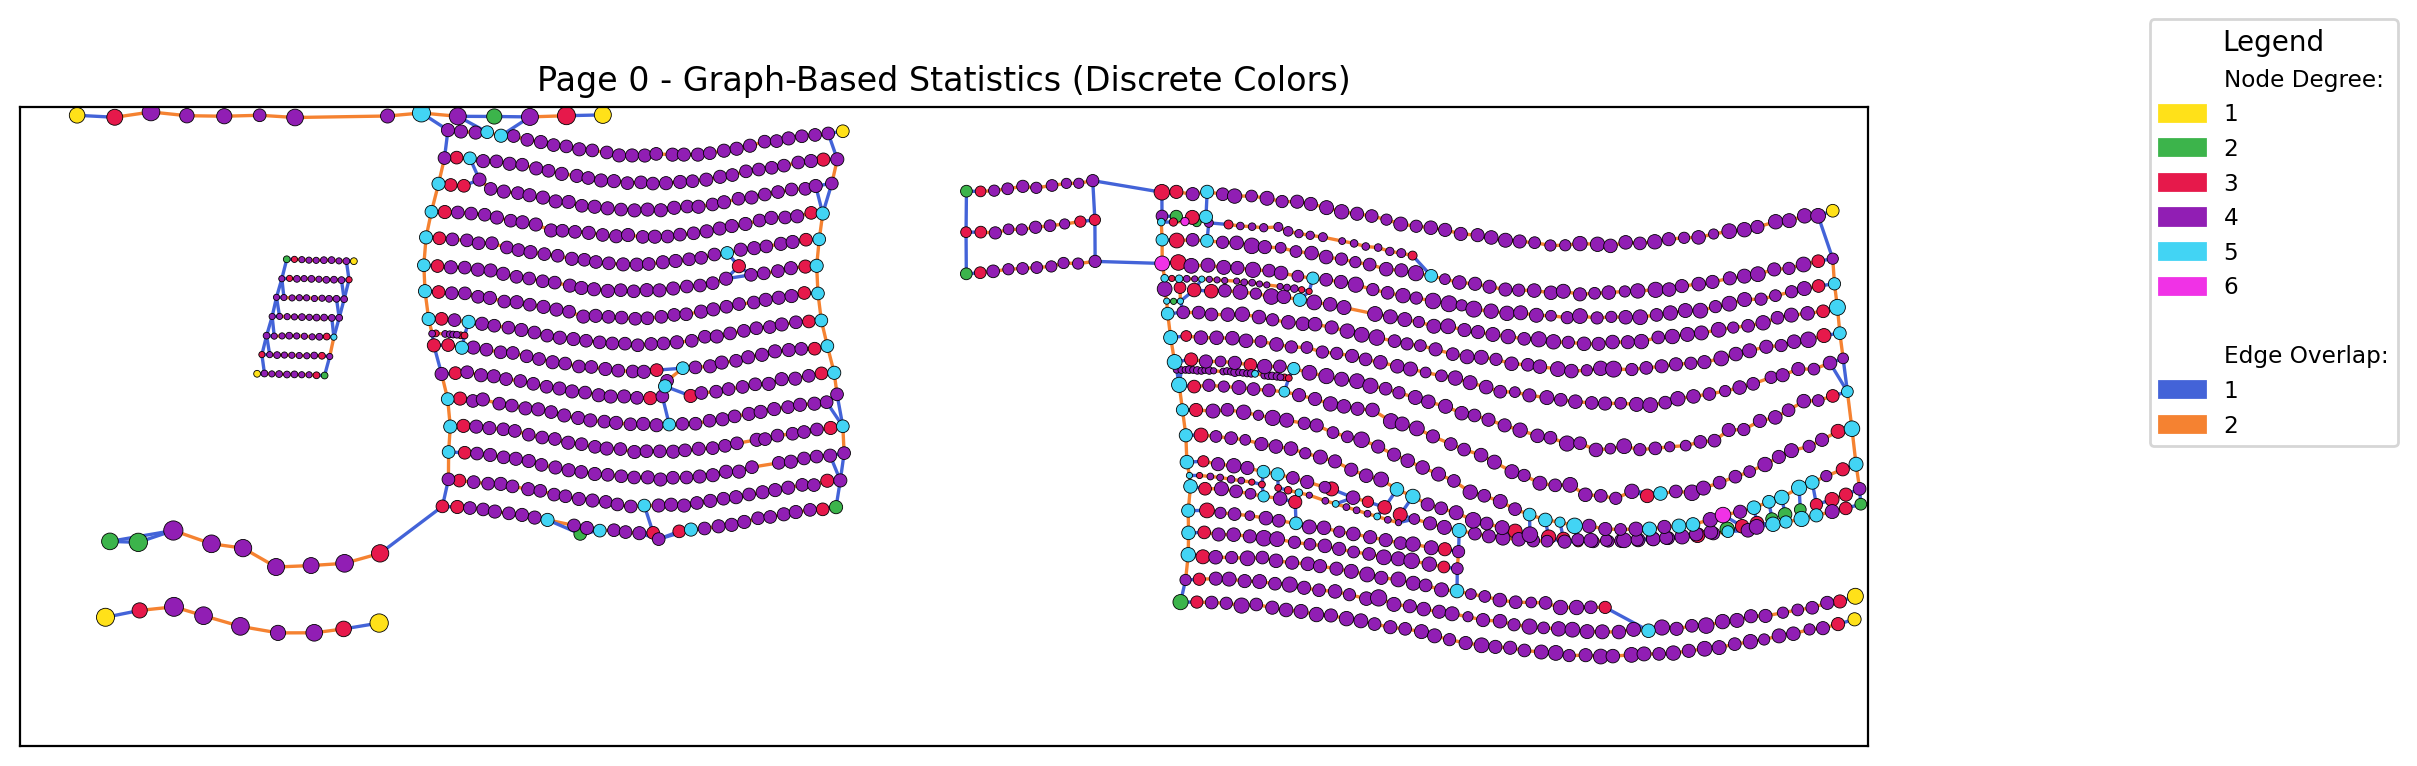 Page 0 - Graph-Based Statistics (Discrete Colors)
Legend
Node Degree:
1
2
3
4
5
6
Edge Overlap:
1
2